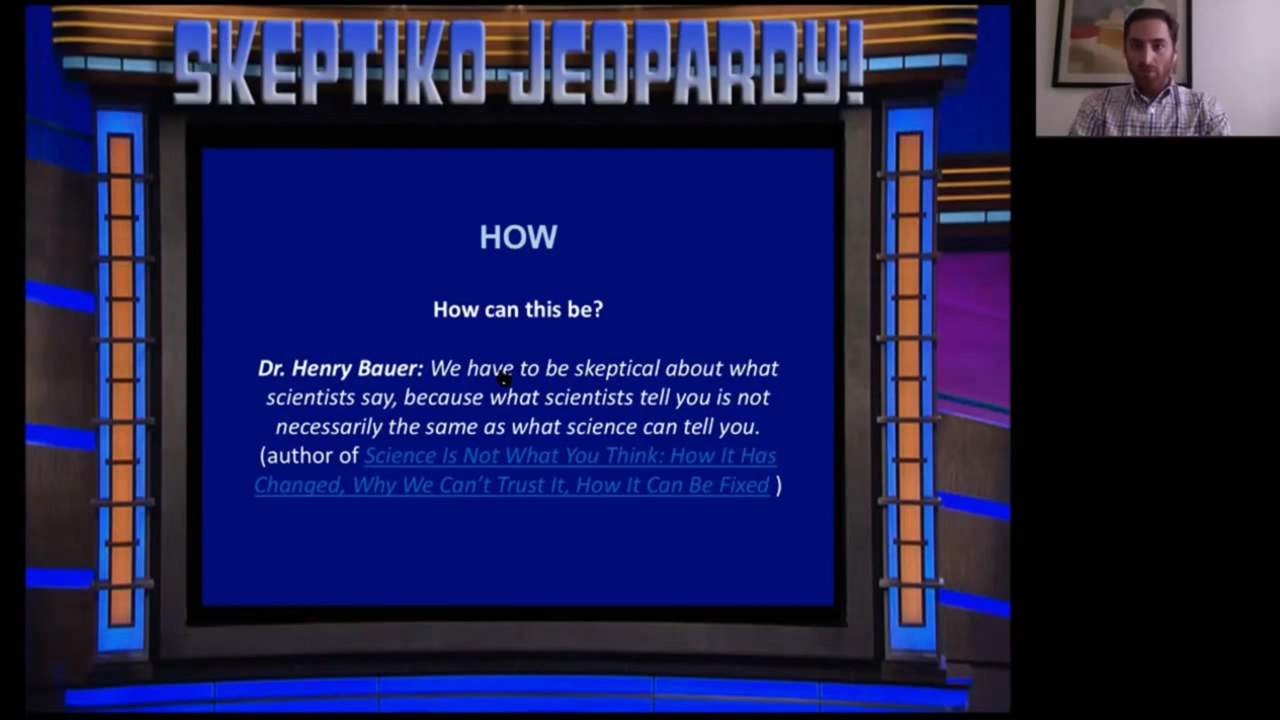 SKEPTIKO JEOPARDY!
HOW
How can this be?
Dr. Henry Bauer: We have to be skeptical about what
scientists say, because what scientists tell you is not
necessarily the same as what science can tell you.
(author of Science Is Not What You Think: How It Has
Changed, Why We Can't Trust It, How It Can Be Fixed )